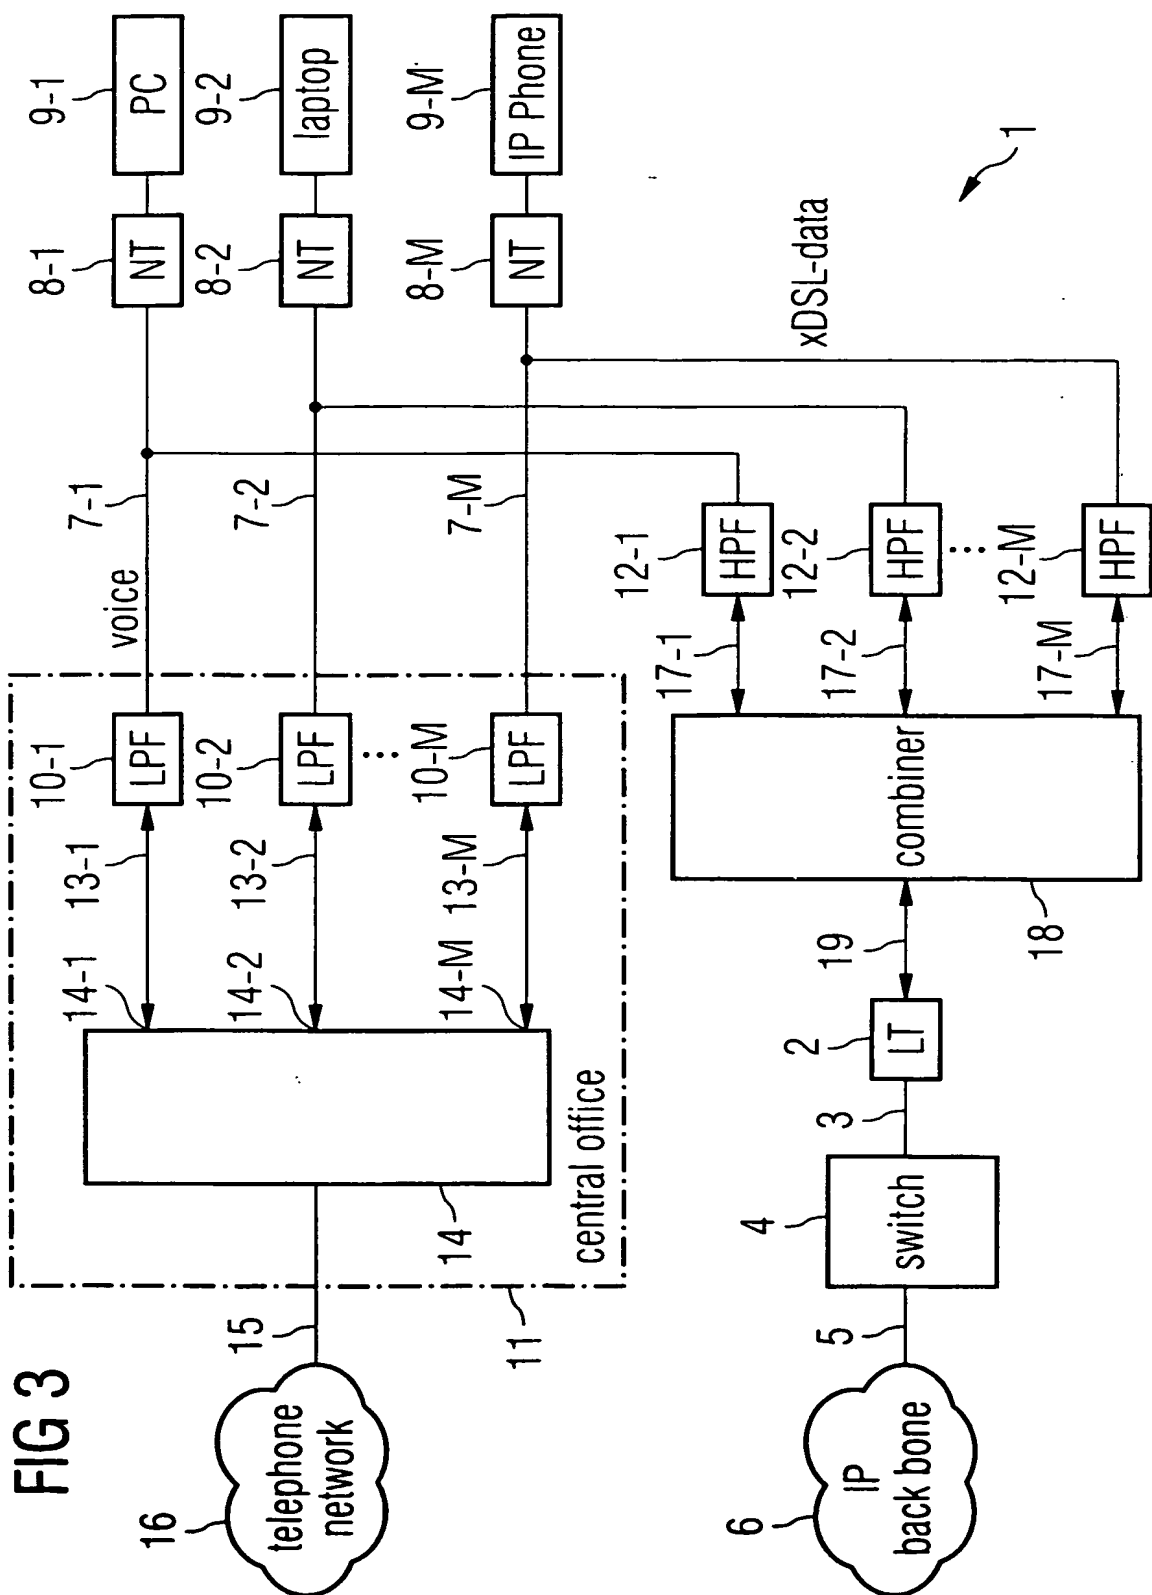 FIG 3
16
telephone
network
15
11
14
central office
14-1
14-2
14-M
13-1
13-2
13-M
10-1
LPF
10-2
LPF
10-M
LPF
voice
7-1
7-2
7-M
8-1
NT
8-2
NT
8-M
NT
9-1
PC
9-2
laptop
9-M
IP Phone
6
IP
back bone
5
4
switch
3
2
LT
19
18
combiner
17-1
17-2
17-M
12-1
HPF
12-2
HPF
12-M
HPF
xDSL-data
1